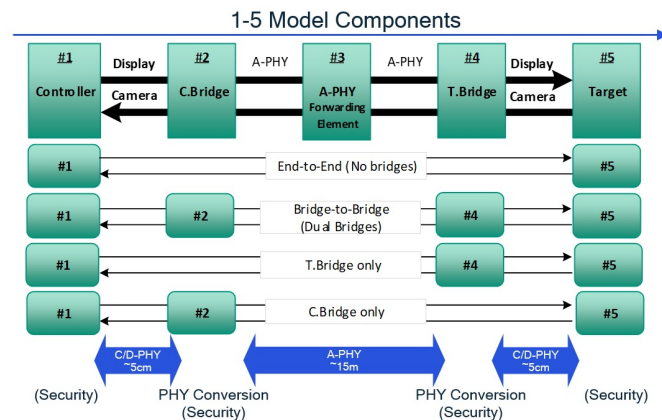 1-5 Model Components
#1
Controller
Display
Camera
#2
C.Bridge
A-PHY
#3
A-PHY
Forwarding
Element
A-PHY
#4
T.Bridge
Display
Camera
#5
Target
#1
End-to-End (No bridges)
#5
#1
#2
Bridge-to-Bridge
(Dual Bridges)
#4
#5
#1
T.Bridge only
#4
#5
#1
#2
C.Bridge only
#5
C/D-PHY
~5cm
A-PHY
~15m
C/D-PHY
~5cm
(Security)
PHY Conversion
(Security)
PHY Conversion
(Security)
(Security)